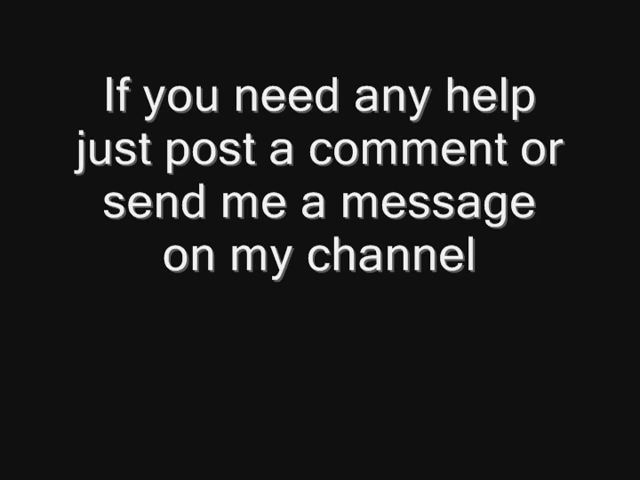 If you need any help
just post a comment or
send me a message
on my channel